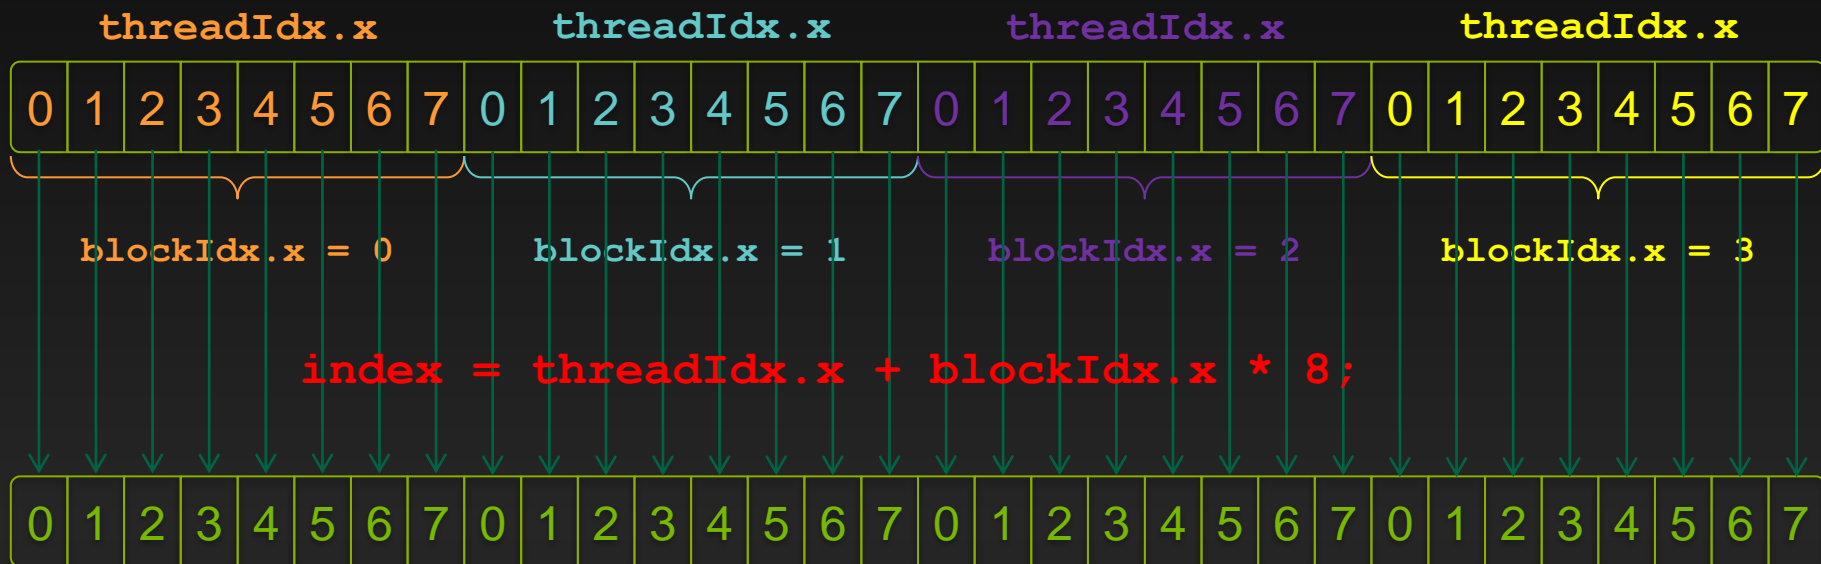 threadIdx.x threadIdx.x threadIdx.x threadIdx.x
0 1 2 3 4 5 6 7 0 1 2 3 4 5 6 7 0 1 2 3 4 5 6 7 0 1 2 3 4 5 6 7
blockIdx.x = 0 blockIdx.x = 1 blockIdx.x = 2 blockIdx.x = 3
index = threadIdx.x + blockIdx.x * 8;
0 1 2 3 4 5 6 7 0 1 2 3 4 5 6 7 0 1 2 3 4 5 6 7 0 1 2 3 4 5 6 7